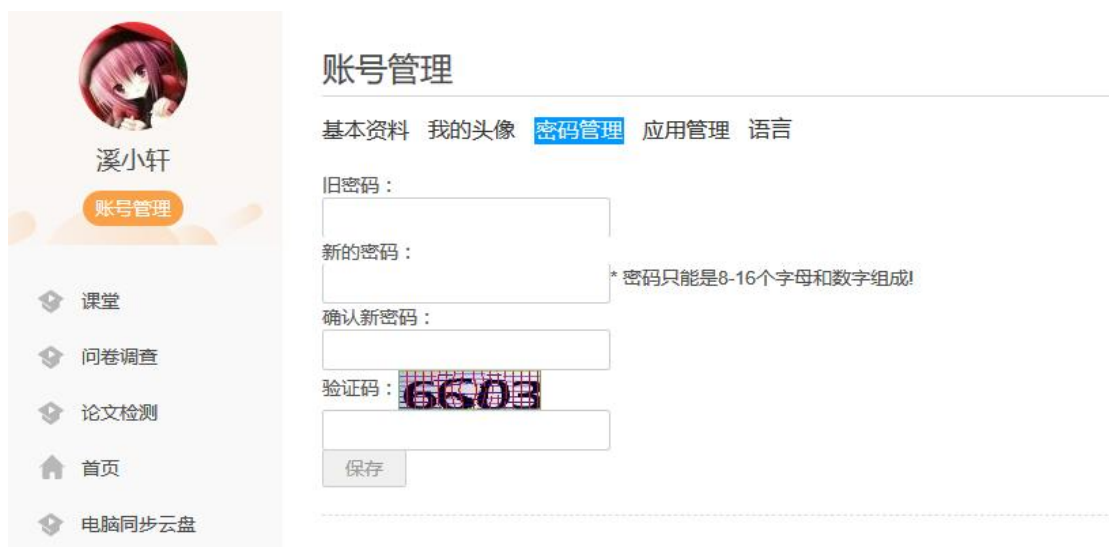 溪小轩
账号管理
课堂
问卷调查
论文检测
首页
电脑同步云盘
账号管理
基本资料 我的头像 密码管理 应用管理 语言
旧密码：
新的密码：
* 密码只能是8-16个字母和数字组成!
确认新密码：
验证码：6603
保存